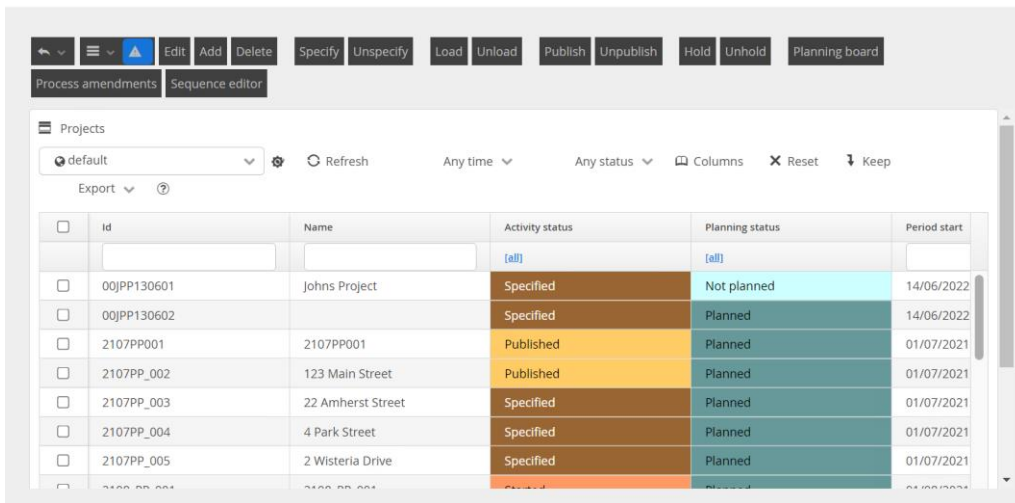 Edit Add Delete Specify Unspecify Load Unload Publish Unpublish Hold Unhold Planning board
Process amendments Sequence editor
Projects
default Refresh Any time Any status Columns Reset Keep
Export ?
Id Name Activity status Planning status Period start
[all] [all]
00JPP130601 Johns Project Specified Not planned 14/06/2022
00JPP130602 Specified Planned 14/06/2022
2107PP001 2107PP001 Published Planned 01/07/2021
2107PP_002 123 Main Street Published Planned 01/07/2021
2107PP_003 22 Amherst Street Specified Planned 01/07/2021
2107PP_004 4 Park Street Specified Planned 01/07/2021
2107PP_005 2 Wisteria Drive Specified Planned 01/07/2021
Started Planned